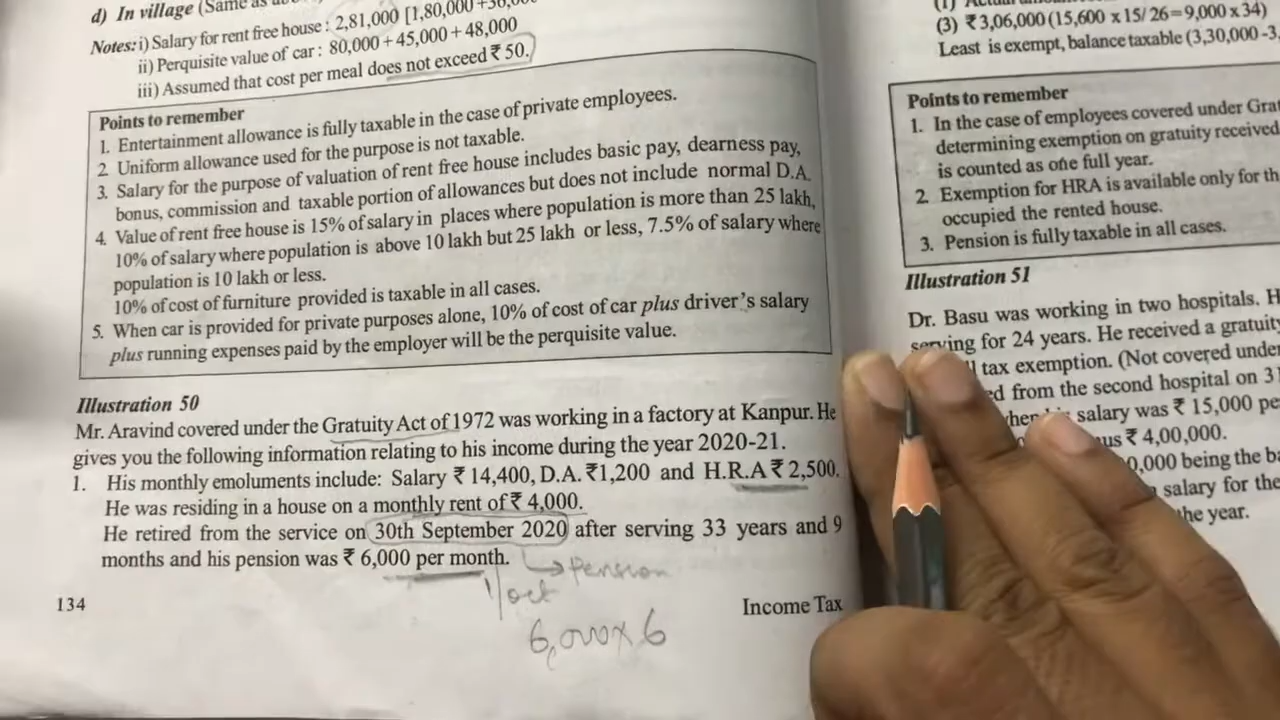 d) In village (Same as
Notes: i) Salary for rent free house : 2,81,000 [1,80,000
ii) Perquisite value of car : 80,000 + 45,000 + 48,000
iii) Assumed that cost per meal does not exceed ₹ 50.
Points to remember
1. Entertainment allowance is fully taxable in the case of private employees.
2 Uniform allowance used for the purpose is not taxable.
3. Salary for the purpose of valuation of rent free house includes basic pay, dearness pay,
bonus, commission and taxable portion of allowances but does not include normal D.A.
4. Value of rent free house is 15% of salary in places where population is more than 25 lakh,
10% of salary where population is above 10 lakh but 25 lakh or less, 7.5% of salary where
population is 10 lakh or less.
10% of cost of furniture provided is taxable in all cases.
5. When car is provided for private purposes alone, 10% of cost of car plus driver's salary
plus running expenses paid by the employer will be the perquisite value.
Illustration 50
Mr. Aravind covered under the Gratuity Act of 1972 was working in a factory at Kanpur. He
gives you the following information relating to his income during the year 2020-21.
1. His monthly emoluments include: Salary ₹ 14,400, D.A. ₹1,200 and H.R.A ₹ 2,500.
He was residing in a house on a monthly rent of ₹ 4,000.
He retired from the service on 30th September 2020 after serving 33 years and 9
months and his pension was ₹ 6,000 per month.
pension
1/oct
6,000x6
134
Income Tax
(3) ₹ 3,06,000 (15,600 x 15/ 26 = 9,000 x 34)
Least is exempt, balance taxable (3,30,000 -3,
Points to remember
1. In the case of employees covered under
determining exemption on gratuity received
is counted as one full year.
2. Exemption for HRA is available only for
occupied the rented house.
3. Pension is fully taxable in all cases.
Illustration 51
Dr. Basu was working in two hospitals.
serving for 24 years. He received a gratuity
tax exemption. (Not covered under
from the second hospital on
salary was ₹ 15,000
₹ 4,00,000.
being the
salary for the
the year.